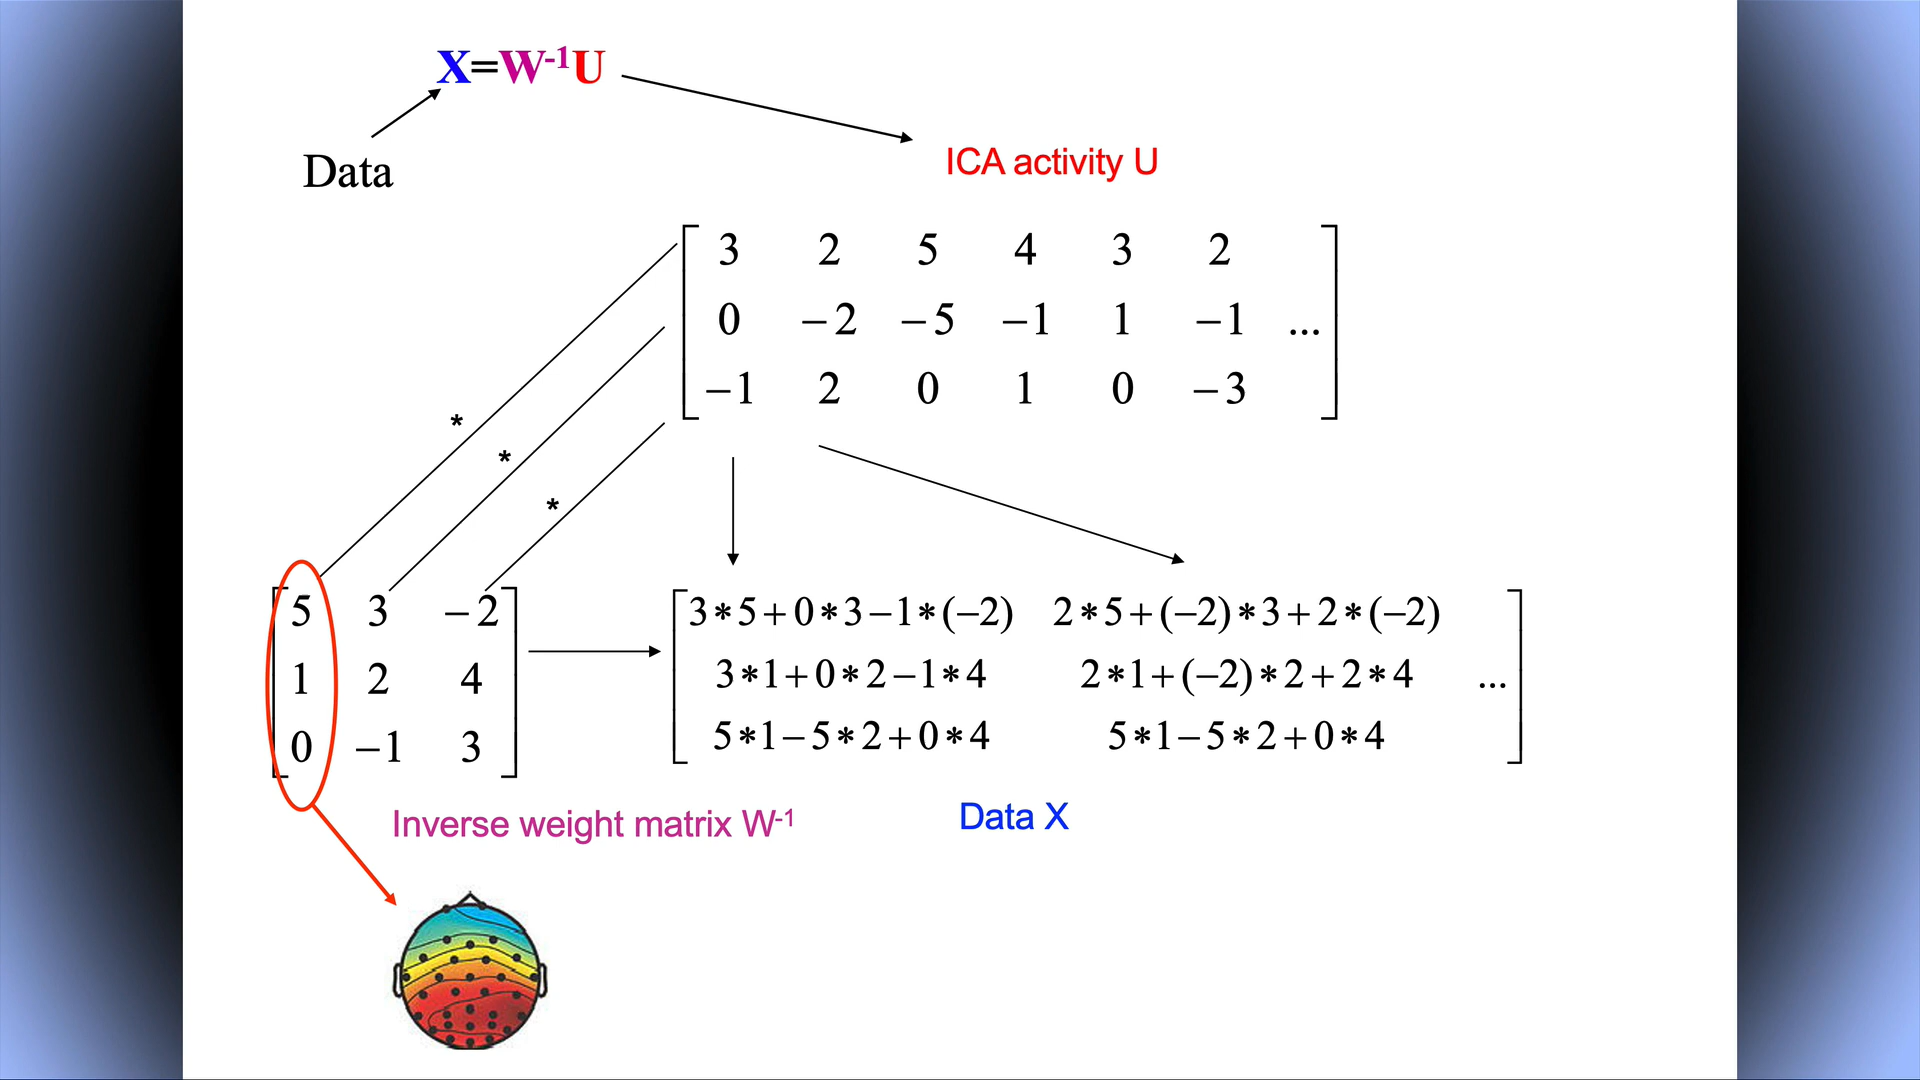 X=W⁻¹U
Data
ICA activity U
3 2 5 4 3 2
0 −2 −5 −1 1 −1 ...
−1 2 0 1 0 −3
*
*
*
5 3 −2
1 2 4
0 −1 3
3*5+0*3−1*(−2) 2*5+(−2)*3+2*(−2)
3*1+0*2−1*4 2*1+(−2)*2+2*4 ...
5*1−5*2+0*4 5*1−5*2+0*4
Inverse weight matrix W⁻¹
Data X